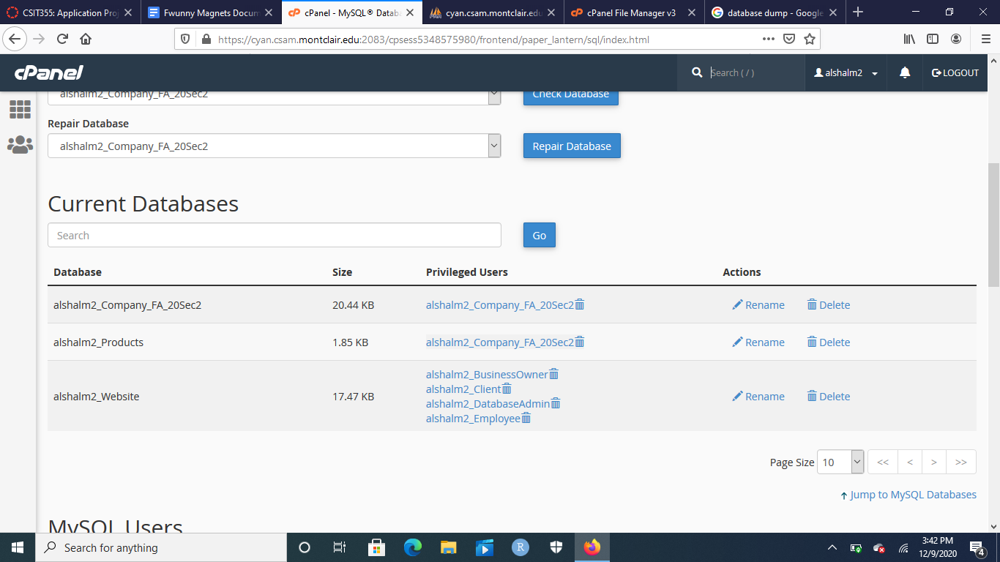 CSIT355: Application Proj
Fwunny Magnets Docum
cPanel - MySQL® Databa
cyan.csam.montclair.edu
cPanel File Manager v3
database dump - Google
https://cyan.csam.montclair.edu:2083/cpsess5348575980/frontend/paper_lantern/sql/index.html
cPanel
Search ( / )
alshalm2
LOGOUT
alshalm2_Company_FA_20Sec2
Check Database
Repair Database
alshalm2_Company_FA_20Sec2
Repair Database
Current Databases
Search
Go
Database Size Privileged Users Actions
alshalm2_Company_FA_20Sec2 20.44 KB alshalm2_Company_FA_20Sec2 Rename Delete
alshalm2_Products 1.85 KB alshalm2_Company_FA_20Sec2 Rename Delete
alshalm2_BusinessOwner
alshalm2_Client
alshalm2_Website 17.47 KB Rename Delete
alshalm2_DatabaseAdmin
alshalm2_Employee
Page Size 10 << < > >>
Jump to MySQL Databases
MySQL Users
Search for anything
R
3:42 PM
12/9/2020
4